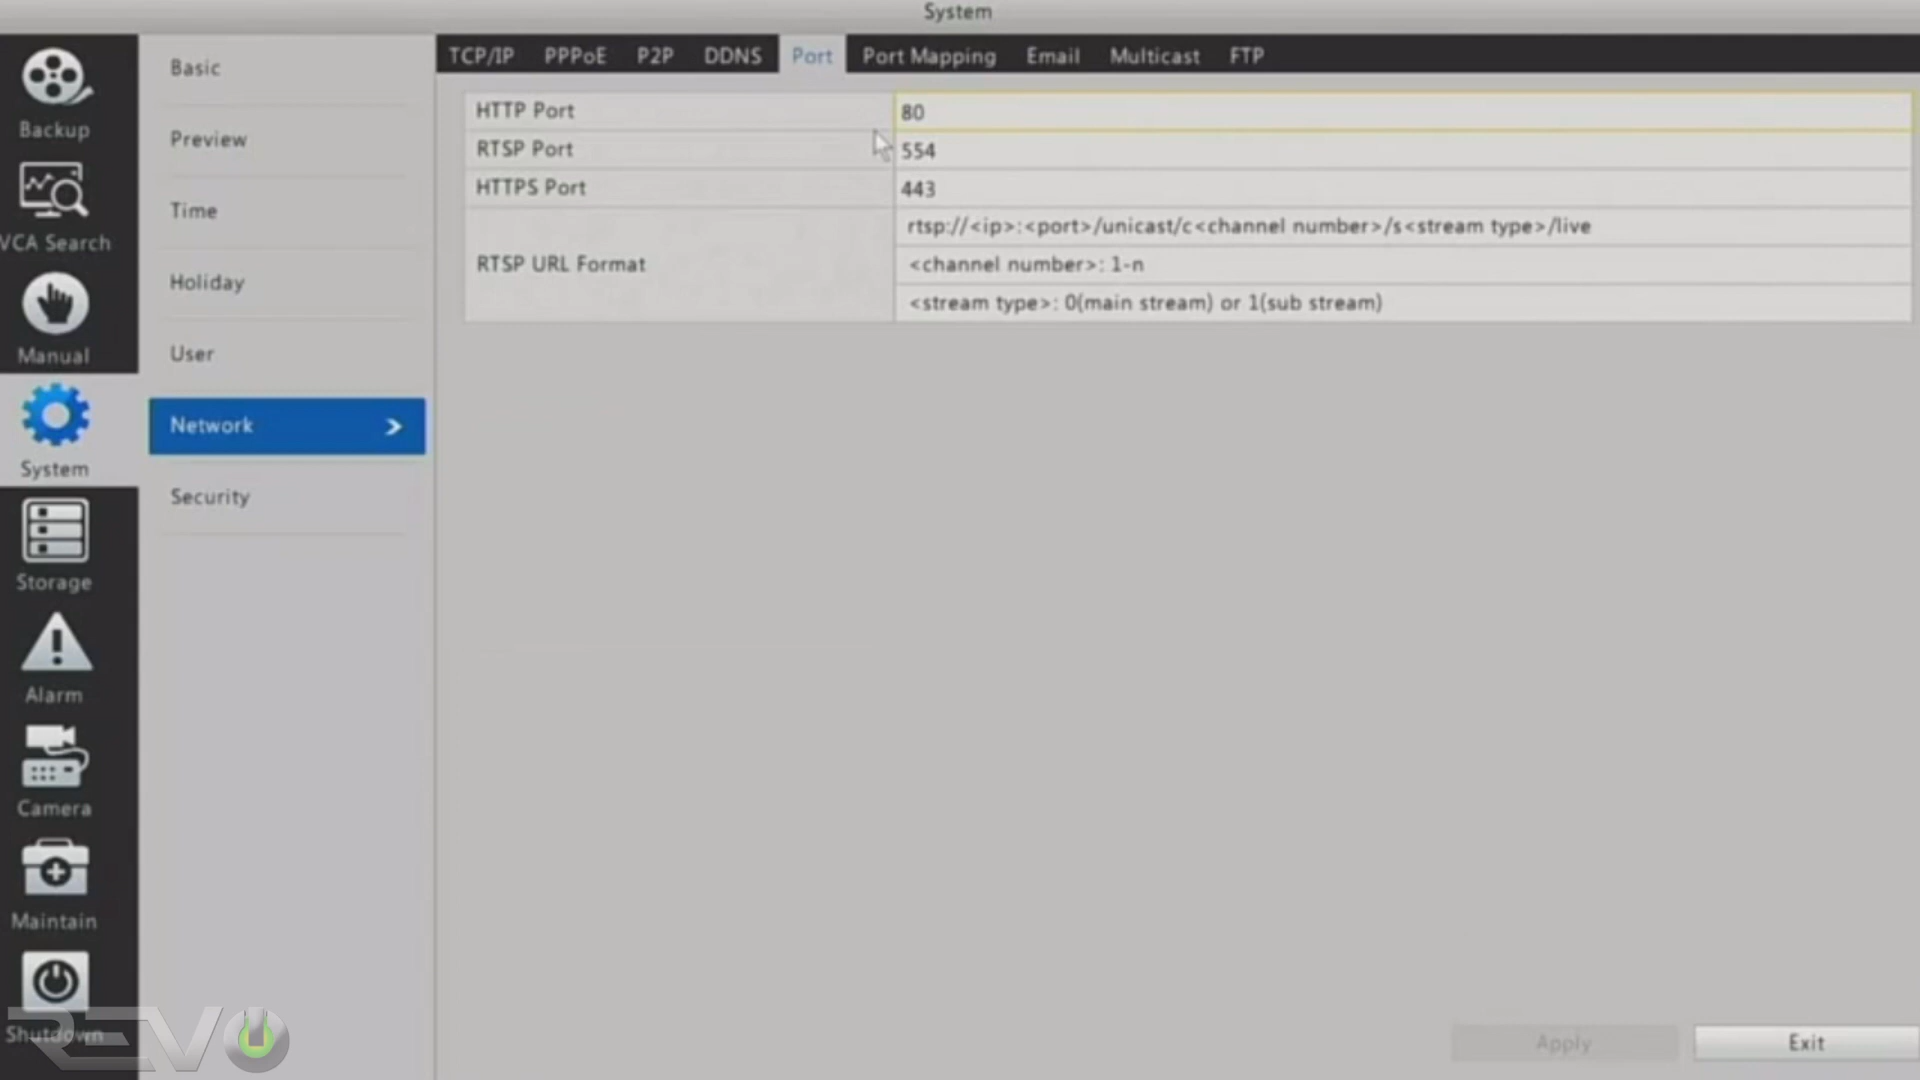 System
Backup
VCA Search
Manual
System
Storage
Alarm
Camera
Maintain
Shutdown
Basic
Preview
Time
Holiday
User
Network >
Security
TCP/IP PPPoE P2P DDNS Port Port Mapping Email Multicast FTP
HTTP Port 80
RTSP Port 554
HTTPS Port 443
RTSP URL Format
rtsp://<ip>:<port>/unicast/c<channel number>/s<stream type>/live
<channel number>: 1-n
<stream type>: 0(main stream) or 1(sub stream)
Apply Exit
REVO